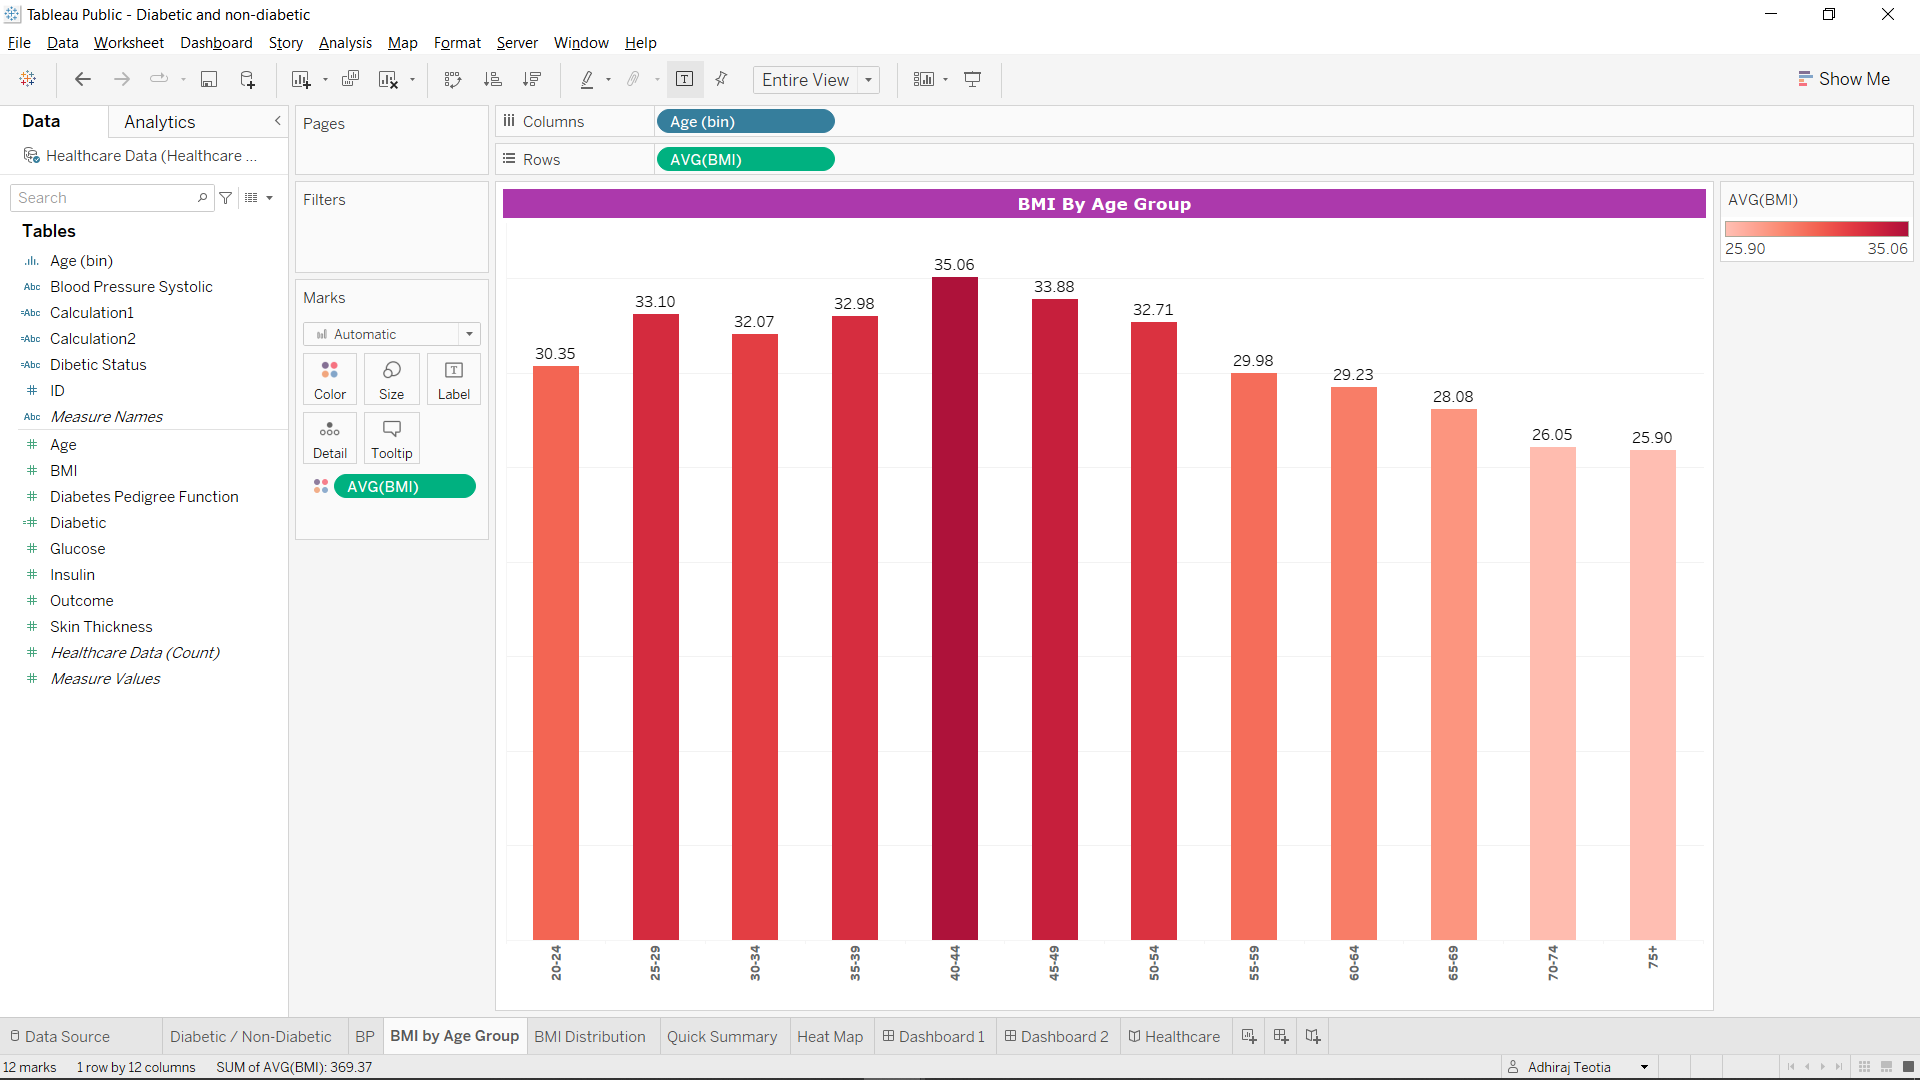 Tableau Public - Diabetic and non-diabetic
File Data Worksheet Dashboard Story Analysis Map Format Server Window Help
Entire View
Show Me
Data Analytics
Healthcare Data (Healthcare ...
Search
Tables
Age (bin)
Abc Blood Pressure Systolic
=Abc Calculation1
=Abc Calculation2
=Abc Dibetic Status
# ID
Abc Measure Names
# Age
# BMI
# Diabetes Pedigree Function
=# Diabetic
# Glucose
# Insulin
# Outcome
# Skin Thickness
# Healthcare Data (Count)
# Measure Values
Pages
Filters
Marks
Automatic
Color Size Label
Detail Tooltip
AVG(BMI)
Columns Age (bin)
Rows AVG(BMI)
BMI By Age Group
30.35 33.10 32.07 32.98 35.06 33.88 32.71 29.98 29.23 28.08 26.05 25.90
20-24 25-29 30-34 35-39 40-44 45-49 50-54 55-59 60-64 65-69 70-74 75+
AVG(BMI)
25.90 35.06
Data Source Diabetic / Non-Diabetic BP BMI by Age Group BMI Distribution Quick Summary Heat Map Dashboard 1 Dashboard 2 Healthcare
12 marks 1 row by 12 columns SUM of AVG(BMI): 369.37 Adhiraj Teotia